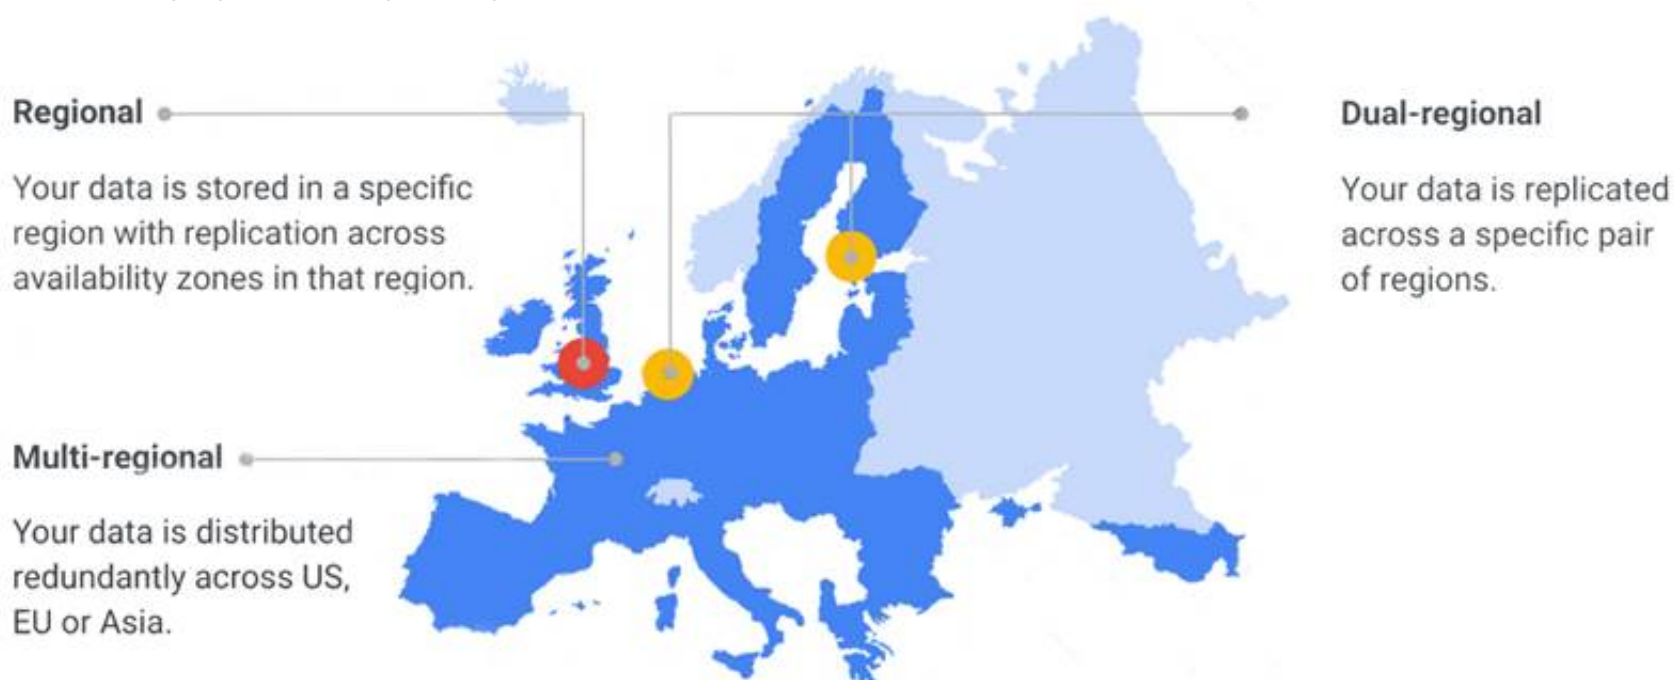 Regional
Your data is stored in a specific
region with replication across
availability zones in that region.
Multi-regional
Your data is distributed
redundantly across US,
EU or Asia.
Dual-regional
Your data is replicated
across a specific pair
of regions.